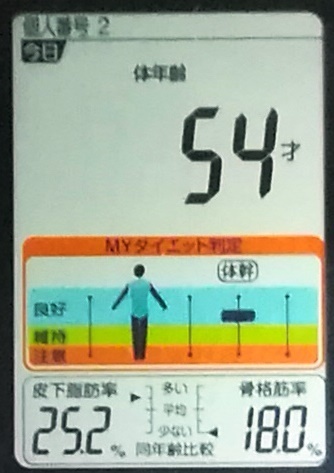 個人番号 2
今日
体年齢
54才
MYダイエット判定
体幹
良好
維持
注意
皮下脂肪率
25.2%
多い
平均
少ない
同年齢比較
骨格筋率
18.0%